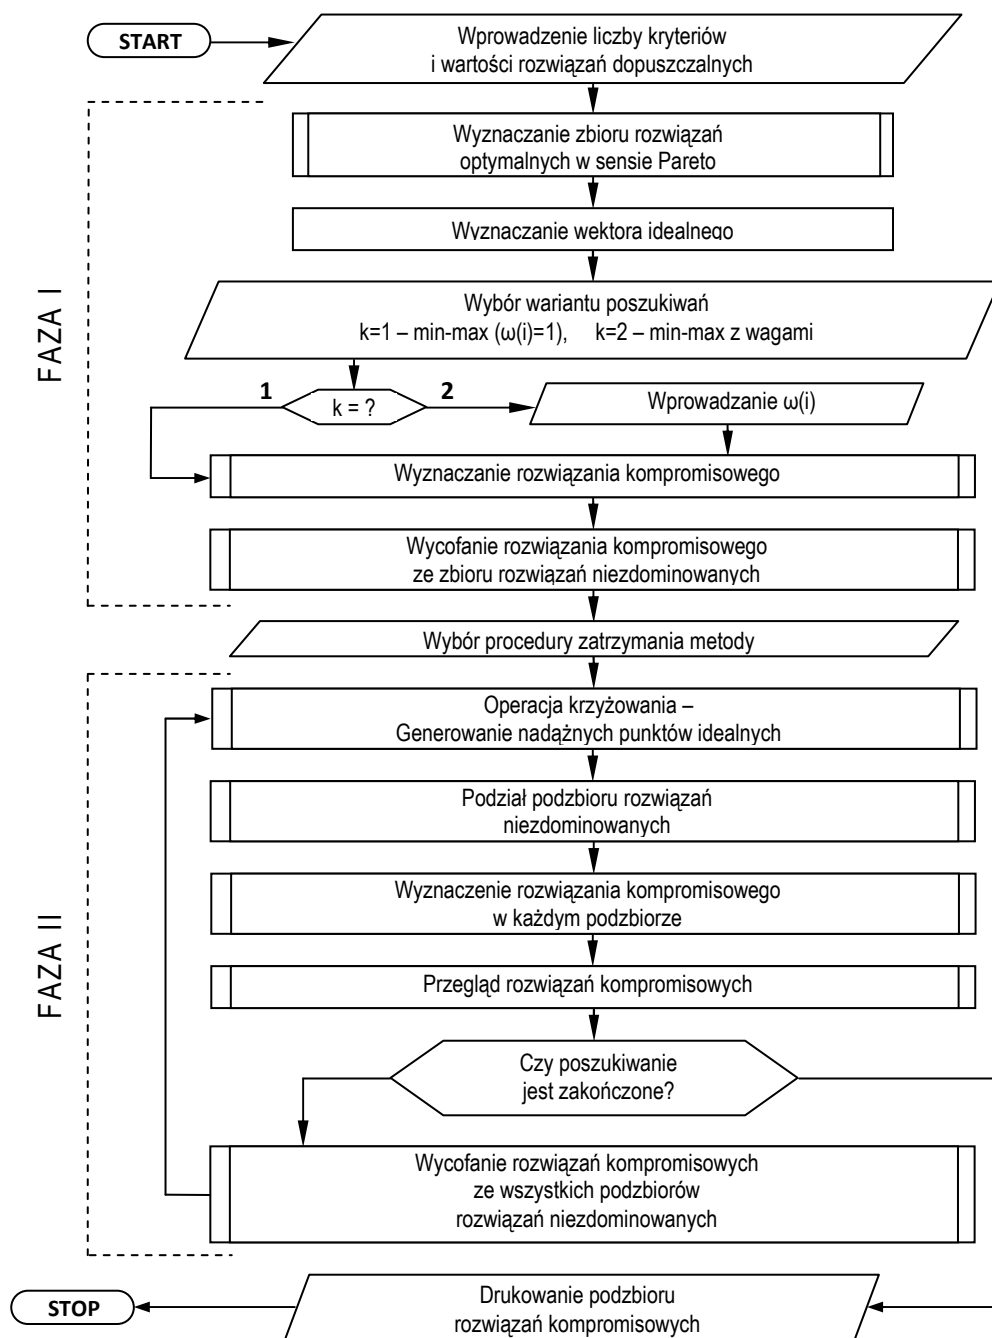 START
Wprowadzenie liczby kryteriów
i wartości rozwiązań dopuszczalnych
FAZA I
Wyznaczanie zbioru rozwiązań
optymalnych w sensie Pareto
Wyznaczanie wektora idealnego
Wybór wariantu poszukiwań
k=1 – min-max (ω(i)=1), k=2 – min-max z wagami
1
k = ?
2
Wprowadzanie ω(i)
Wyznaczanie rozwiązania kompromisowego
Wycofanie rozwiązania kompromisowego
ze zbioru rozwiązań niezdominowanych
Wybór procedury zatrzymania metody
FAZA II
Operacja krzyżowania –
Generowanie nadążnych punktów idealnych
Podział podzbioru rozwiązań
niezdominowanych
Wyznaczenie rozwiązania kompromisowego
w każdym podzbiorze
Przegląd rozwiązań kompromisowych
Czy poszukiwanie
jest zakończone?
Wycofanie rozwiązań kompromisowych
ze wszystkich podzbiorów
rozwiązań niezdominowanych
STOP
Drukowanie podzbioru
rozwiązań kompromisowych